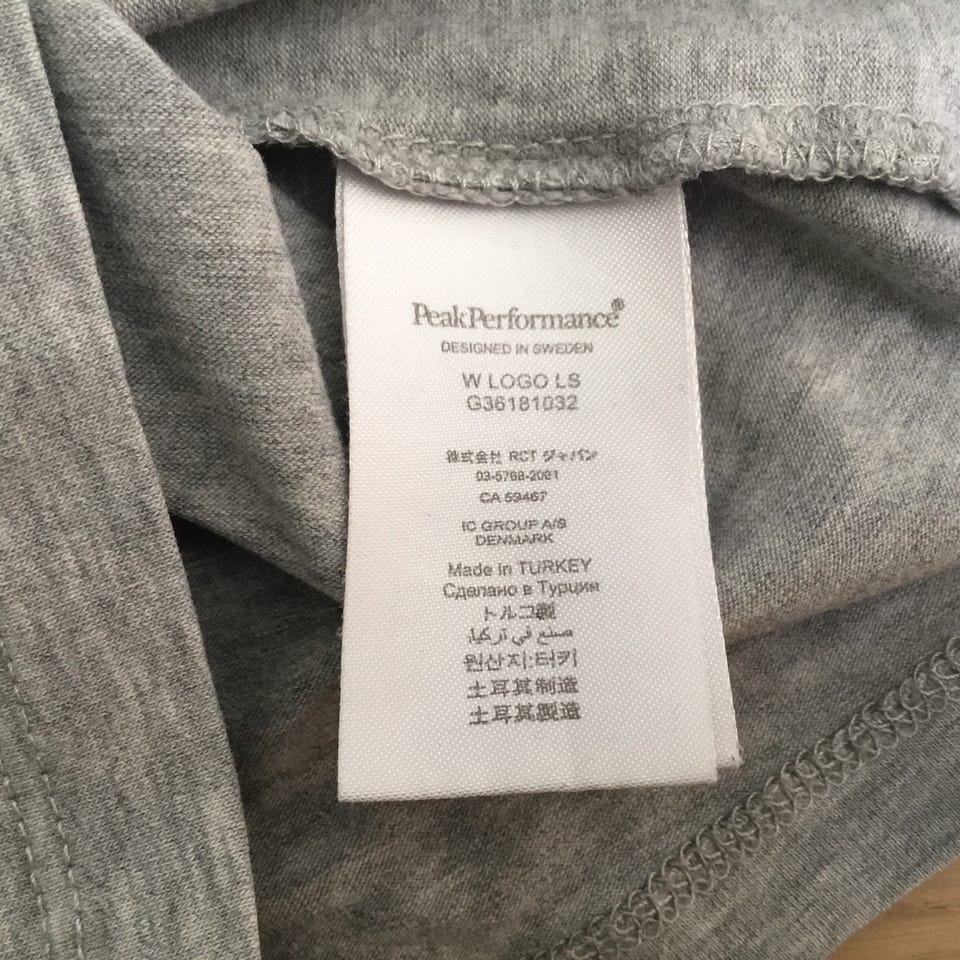 PeakPerformance®
DESIGNED IN SWEDEN
W LOGO LS
G36181032
株式会社 RCT ジャパン
03-5768-2081
CA 59467
IC GROUP A/S
DENMARK
Made in TURKEY
Сделано в Турции
トルコ製
صنع في تركيا
원산지:터키
土耳其制造
土耳其製造